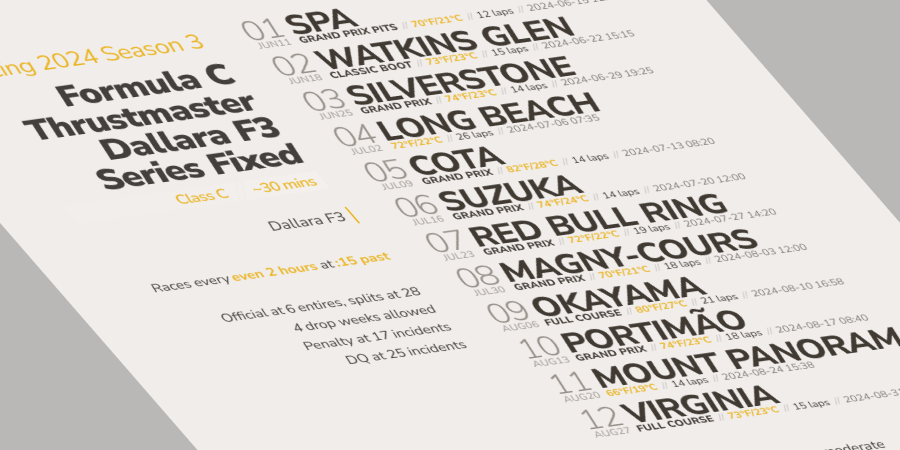 ing 2024 Season 3
Formula C
Thrustmaster
Dallara F3
Series Fixed
Class C ~30 mins
Dallara F3
Races every even 2 hours at :15 past
Official at 6 entires, splits at 28
4 drop weeks allowed
Penalty at 17 incidents
DQ at 25 incidents
01 SPA
JUN11 GRAND PRIX PITS // 70°F/21°C // 12 laps // 2024-06-15
02 WATKINS GLEN
JUN18 CLASSIC BOOT // 73°F/23°C // 15 laps // 2024-06-22 15:15
03 SILVERSTONE
JUN25 GRAND PRIX // 74°F/23°C // 14 laps // 2024-06-29 19:25
04 LONG BEACH
JUL02 72°F/22°C // 26 laps // 2024-07-06 07:35
05 COTA
JUL09 GRAND PRIX // 82°F/28°C // 14 laps // 2024-07-13 08:20
06 SUZUKA
JUL16 GRAND PRIX // 74°F/24°C // 14 laps // 2024-07-20 12:00
07 RED BULL RING
JUL23 GRAND PRIX // 72°F/22°C // 19 laps // 2024-07-27 14:20
08 MAGNY-COURS
JUL30 GRAND PRIX // 70°F/21°C // 18 laps // 2024-08-03 12:00
09 OKAYAMA
AUG06 FULL COURSE // 80°F/27°C // 21 laps // 2024-08-10 16:58
10 PORTIMÃO
AUG13 GRAND PRIX // 74°F/23°C // 18 laps // 2024-08-17 08:40
11 MOUNT PANORAM
AUG20 66°F/19°C // 14 laps // 2024-08-24 15:38
12 VIRGINIA
AUG27 FULL COURSE // 73°F/23°C // 15 laps // 2024-08-3
moderate